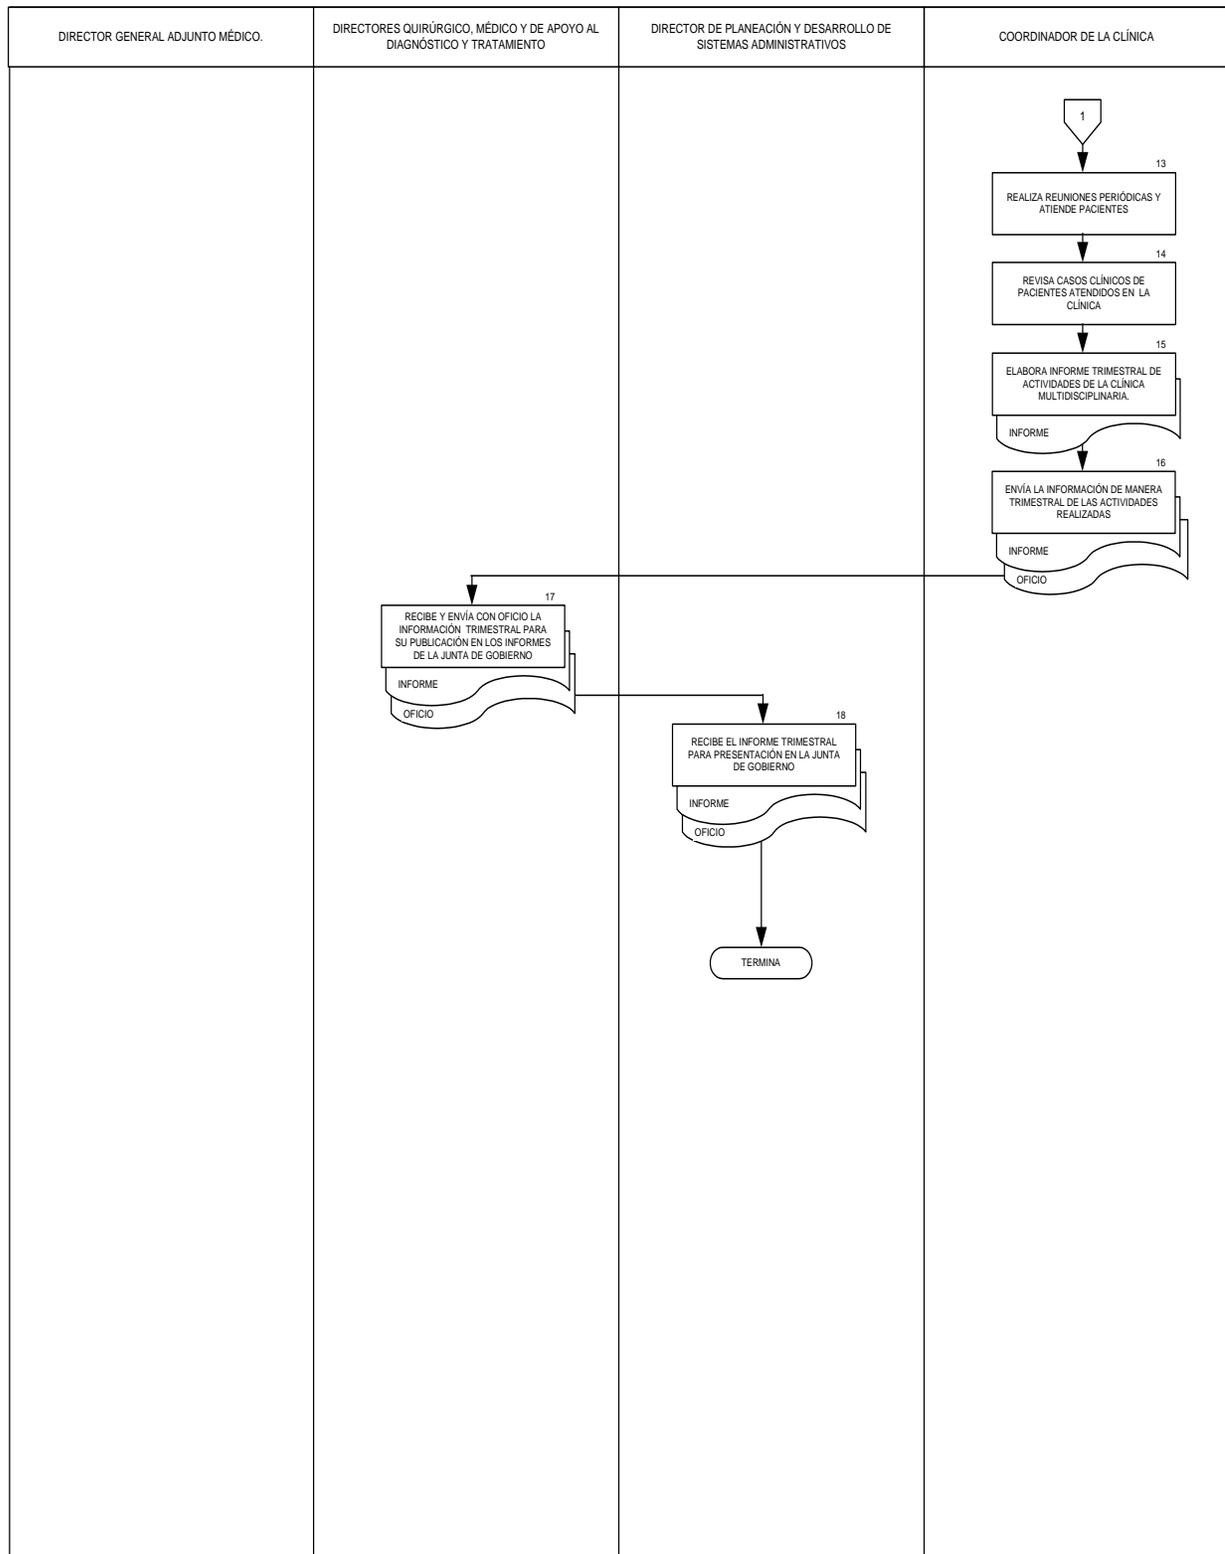 DIRECTOR GENERAL ADJUNTO MÉDICO.
DIRECTORES QUIRÚRGICO, MÉDICO Y DE APOYO AL
DIAGNÓSTICO Y TRATAMIENTO
DIRECTOR DE PLANEACIÓN Y DESARROLLO DE
SISTEMAS ADMINISTRATIVOS
COORDINADOR DE LA CLÍNICA
1
13
REALIZA REUNIONES PERIÓDICAS Y
ATIENDE PACIENTES
14
REVISA CASOS CLÍNICOS DE
PACIENTES ATENDIDOS EN LA
CLÍNICA
15
ELABORA INFORME TRIMESTRAL DE
ACTIVIDADES DE LA CLÍNICA
MULTIDISCIPLINARIA.
INFORME
16
ENVÍA LA INFORMACIÓN DE MANERA
TRIMESTRAL DE LAS ACTIVIDADES
REALIZADAS
INFORME
OFICIO
17
RECIBE Y ENVÍA CON OFICIO LA
INFORMACIÓN TRIMESTRAL PARA
SU PUBLICACIÓN EN LOS INFORMES
DE LA JUNTA DE GOBIERNO
INFORME
OFICIO
18
RECIBE EL INFORME TRIMESTRAL
PARA PRESENTACIÓN EN LA JUNTA
DE GOBIERNO
INFORME
OFICIO
TERMINA